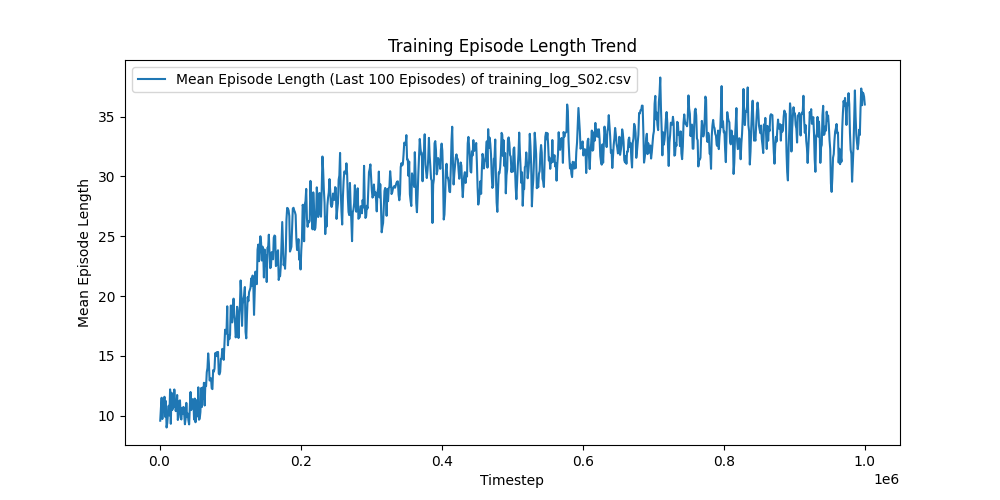 Training Episode Length Trend
Mean Episode Length (Last 100 Episodes) of training_log_S02.csv
Mean Episode Length
35
30
25
20
15
10
0.0 0.2 0.4 0.6 0.8 1.0
1e6
Timestep